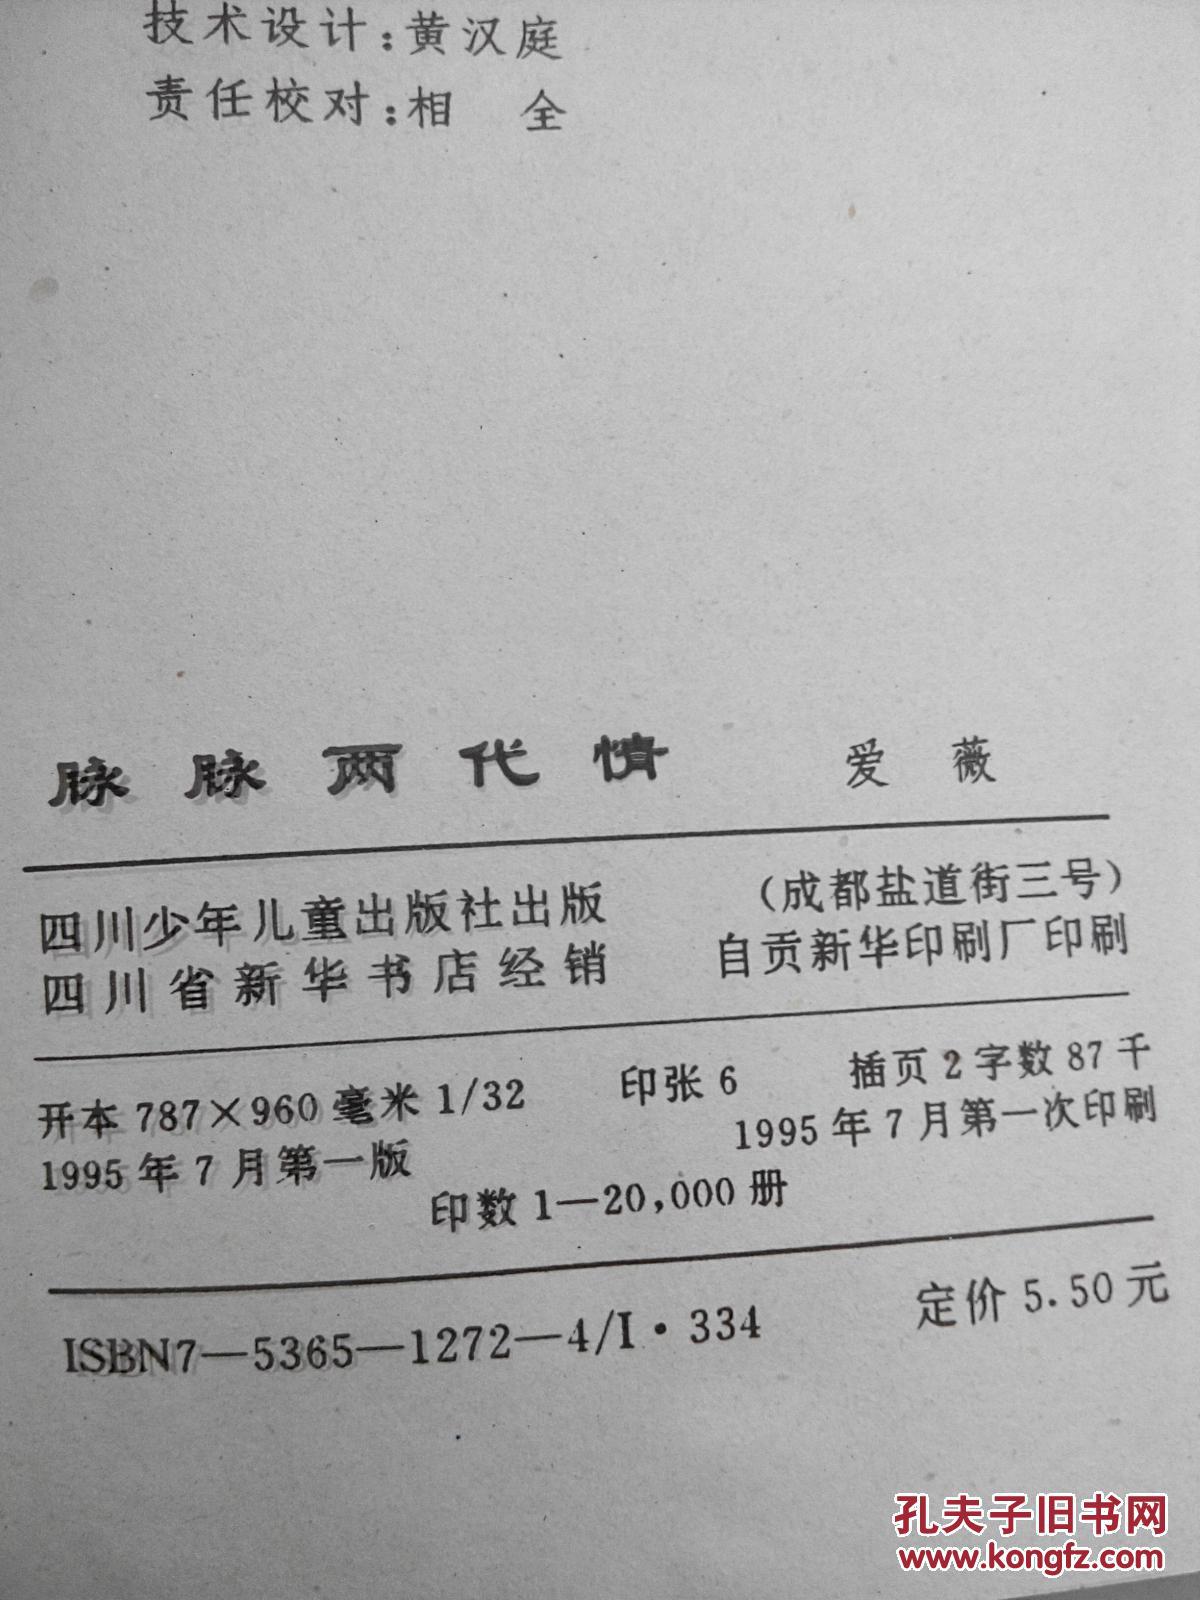 技术设计:黄汉庭
责任校对:相 全
脉脉两代情 爱薇
四川少年儿童出版社出版 (成都盐道街三号)
四川省新华书店经销 自贡新华印刷厂印刷
开本 787×960 毫米 1/32 印张 6 插页 2 字数 87 千
1995 年 7 月第一版 1995 年 7 月第一次印刷
印数 1—20,000 册
ISBN7—5365—1272—4/I·334 定价 5.50 元
孔夫子旧书网
www.kongfz.com